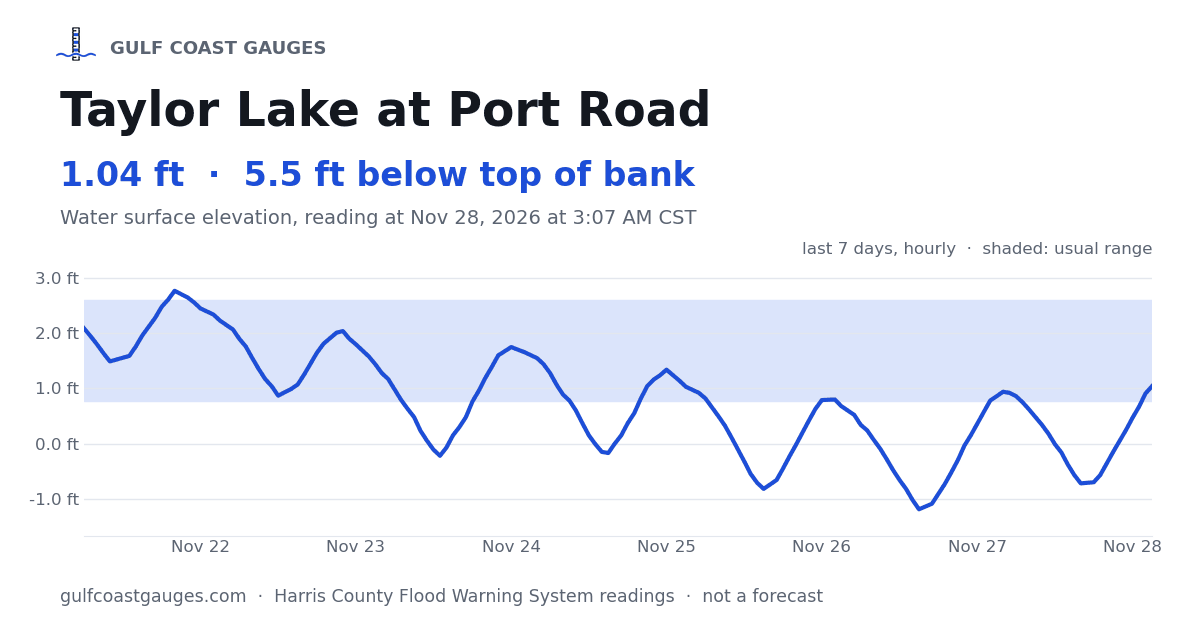 GULF COAST GAUGES
Taylor Lake at Port Road
1.04 ft · 5.5 ft below top of bank
Water surface elevation, reading at Nov 28, 2026 at 3:07 AM CST
last 7 days, hourly · shaded: usual range
3.0 ft
2.0 ft
1.0 ft
0.0 ft
-1.0 ft
Nov 22 Nov 23 Nov 24 Nov 25 Nov 26 Nov 27 Nov 28
gulfcoastgauges.com · Harris County Flood Warning System readings · not a forecast